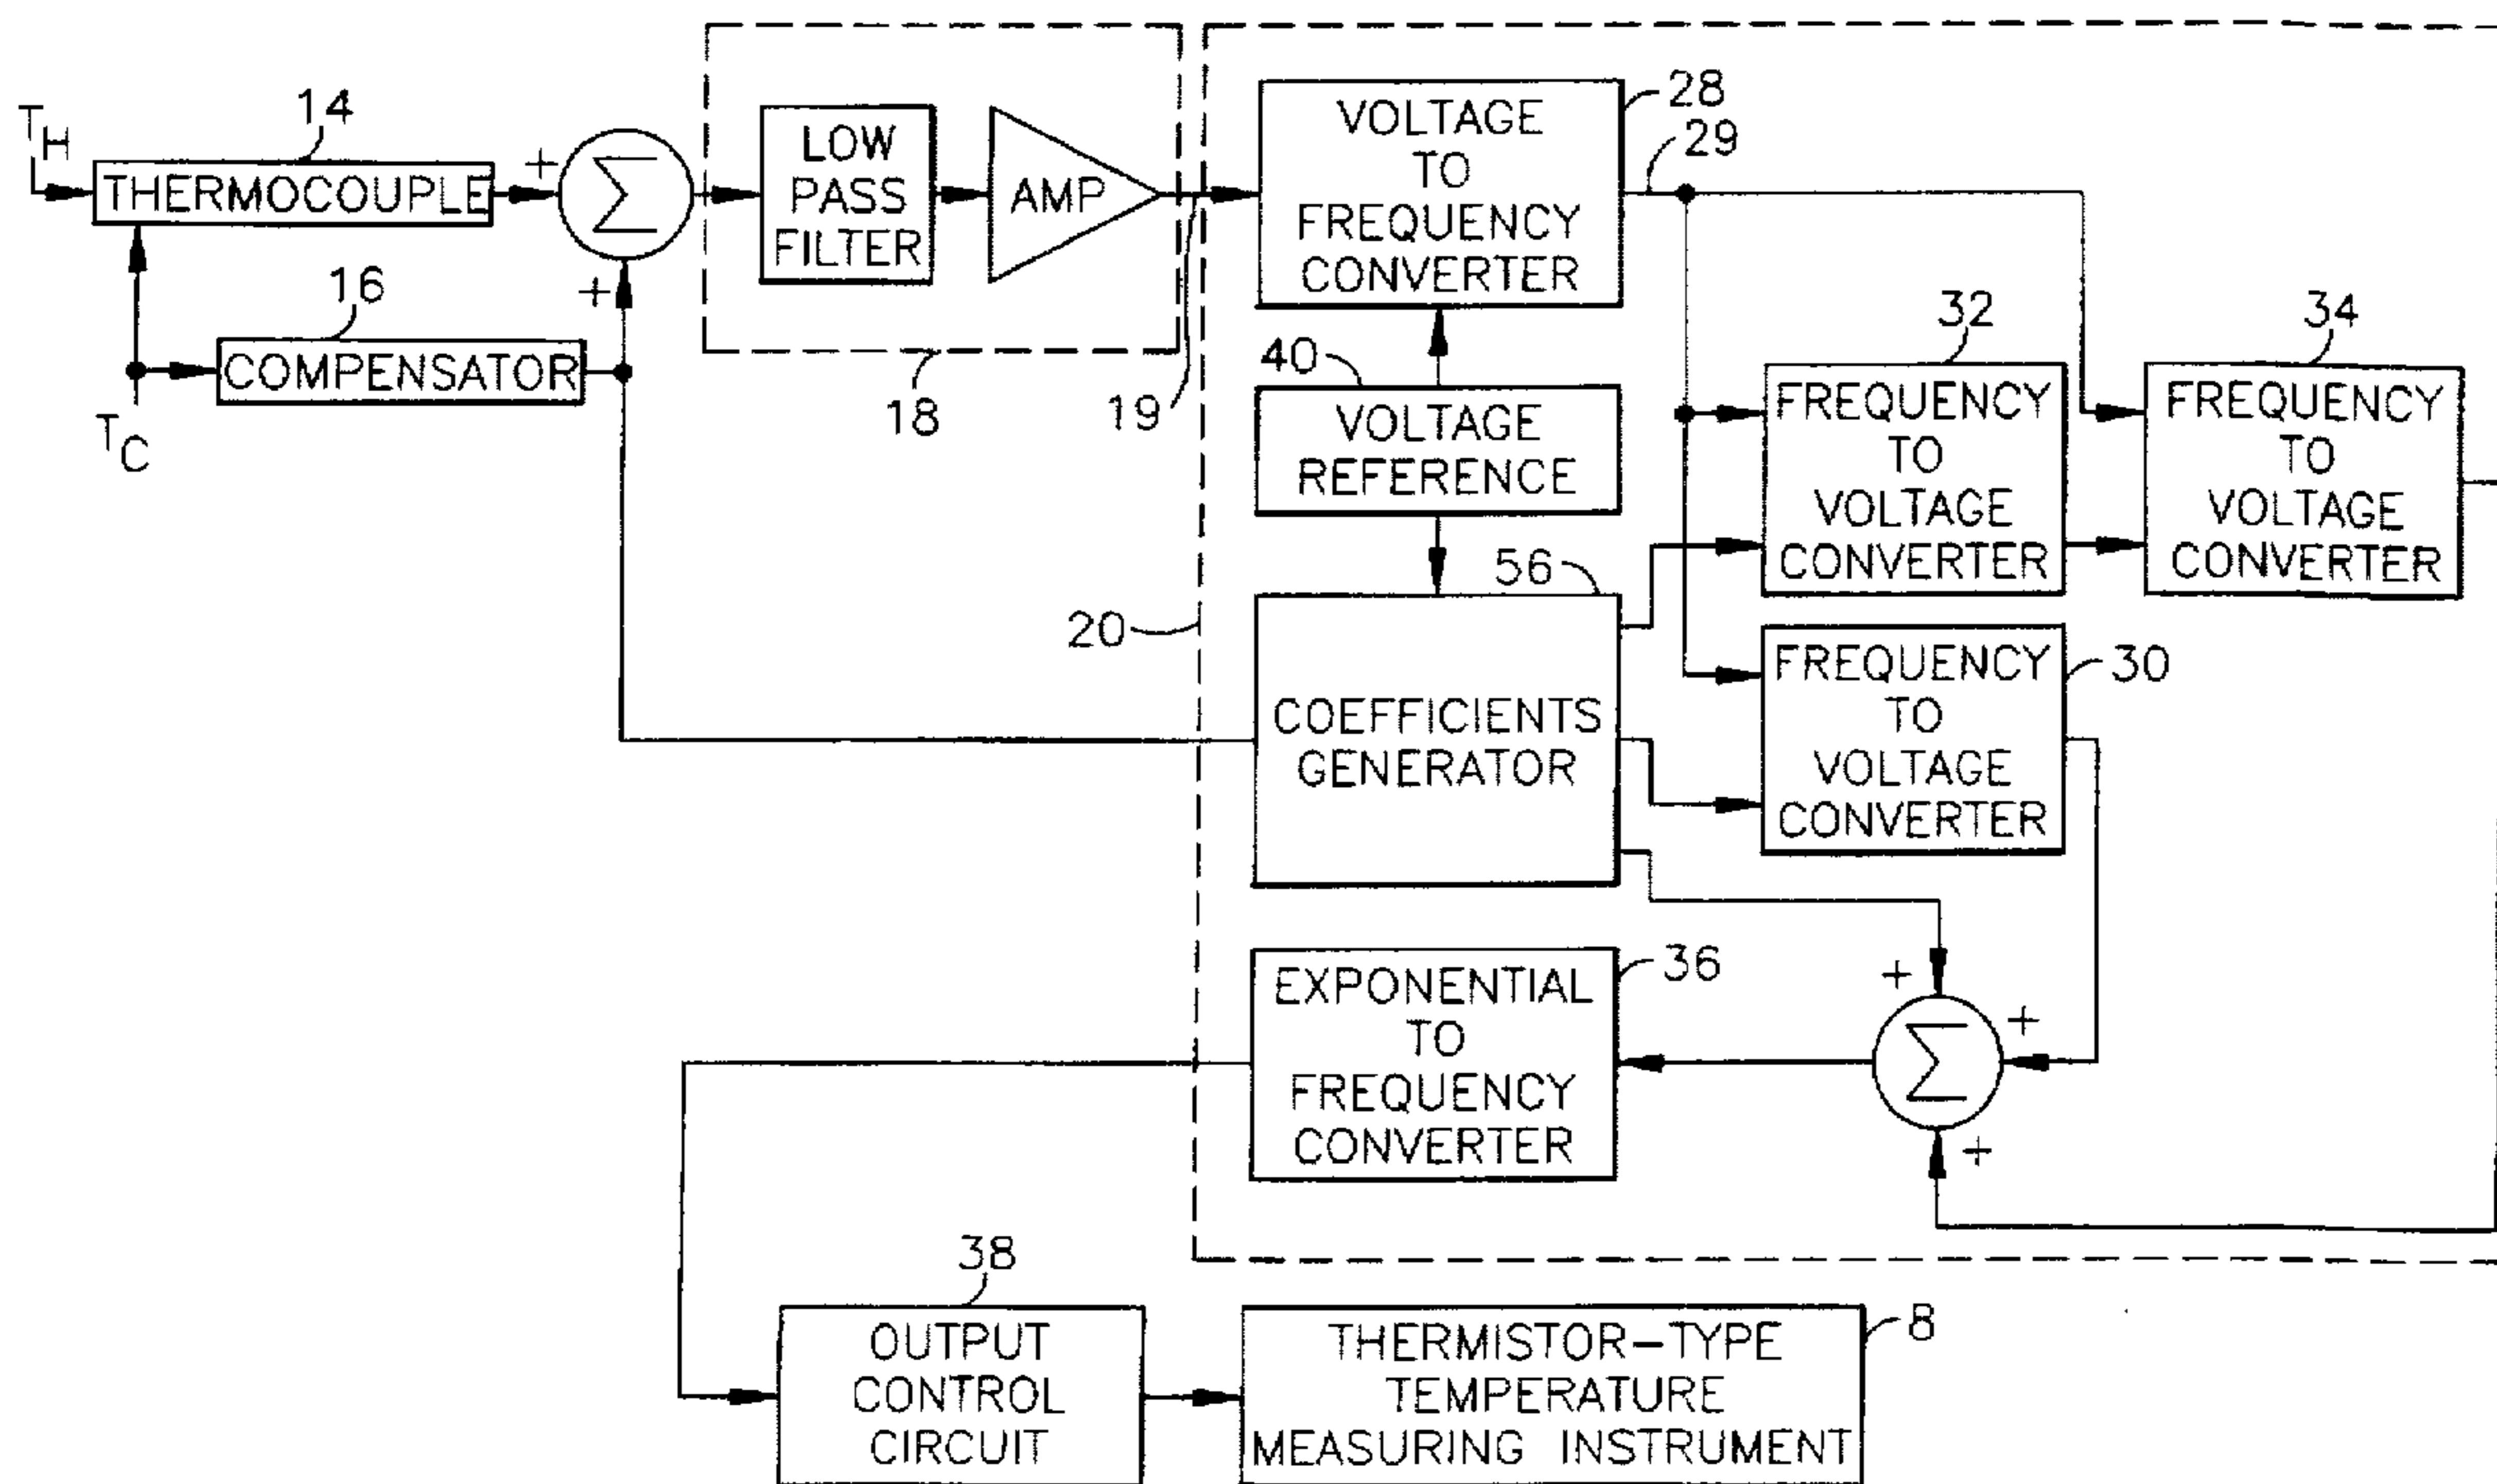 T_H
14
THERMOCOUPLE
+
Σ
+
16
COMPENSATOR
T_C
LOW
PASS
FILTER
AMP
18
19
VOLTAGE
TO
FREQUENCY
CONVERTER
28
29
40
VOLTAGE
REFERENCE
32
FREQUENCY
TO
VOLTAGE
CONVERTER
34
FREQUENCY
TO
VOLTAGE
CONVERTER
20
56
COEFFICIENTS
GENERATOR
FREQUENCY
TO
VOLTAGE
CONVERTER
30
EXPONENTIAL
TO
FREQUENCY
CONVERTER
36
+
+
Σ
+
38
OUTPUT
CONTROL
CIRCUIT
THERMISTOR-TYPE
TEMPERATURE
MEASURING INSTRUMENT
8